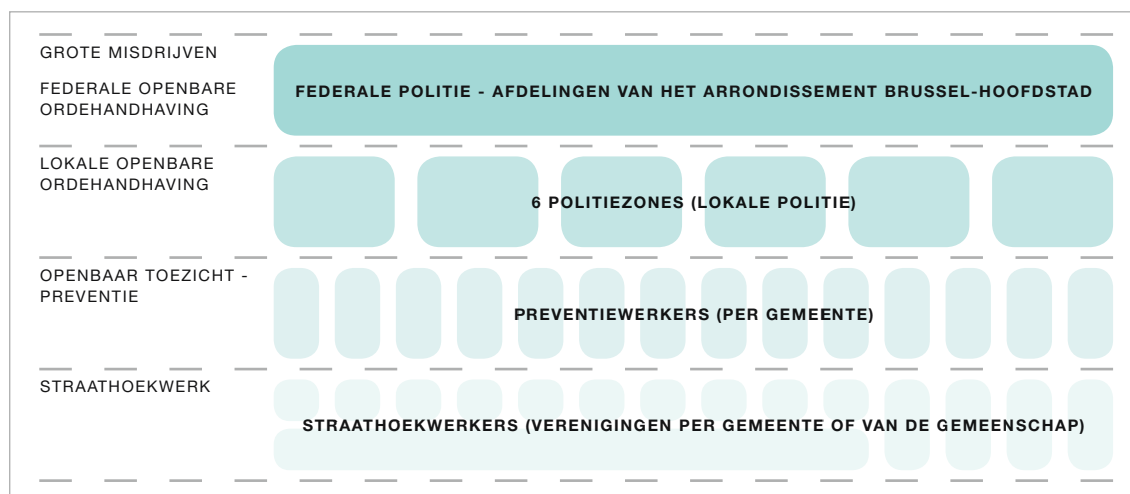 GROTE MISDRIJVEN
FEDERALE OPENBARE
ORDEHANDHAVING
FEDERALE POLITIE - AFDELINGEN VAN HET ARRONDISSEMENT BRUSSEL-HOOFDSTAD
LOKALE OPENBARE
ORDEHANDHAVING
6 POLITIEZONES (LOKALE POLITIE)
OPENBAAR TOEZICHT -
PREVENTIE
PREVENTIEWERKERS (PER GEMEENTE)
STRAATHOEKWERK
STRAATHOEKWERKERS (VERENIGINGEN PER GEMEENTE OF VAN DE GEMEENSCHAP)